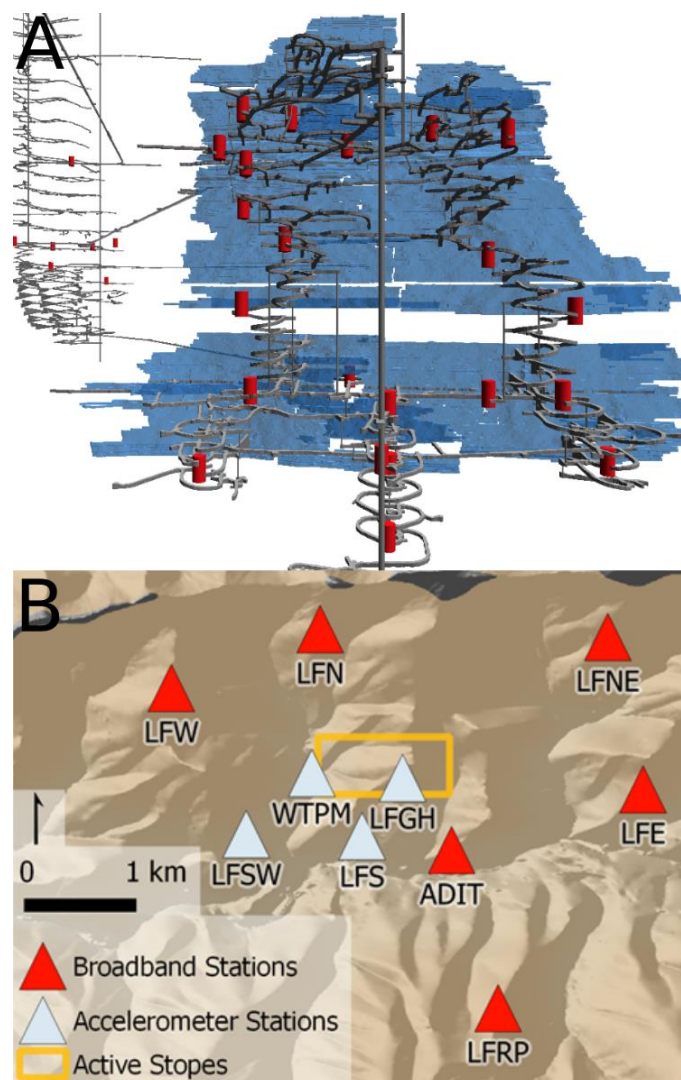 A
B
LFN
LFNE
LFW
WTPM
LFGH
LFE
LFSW
LFS
ADIT
0 1 km
Broadband Stations
Accelerometer Stations
LFRP
Active Stopes